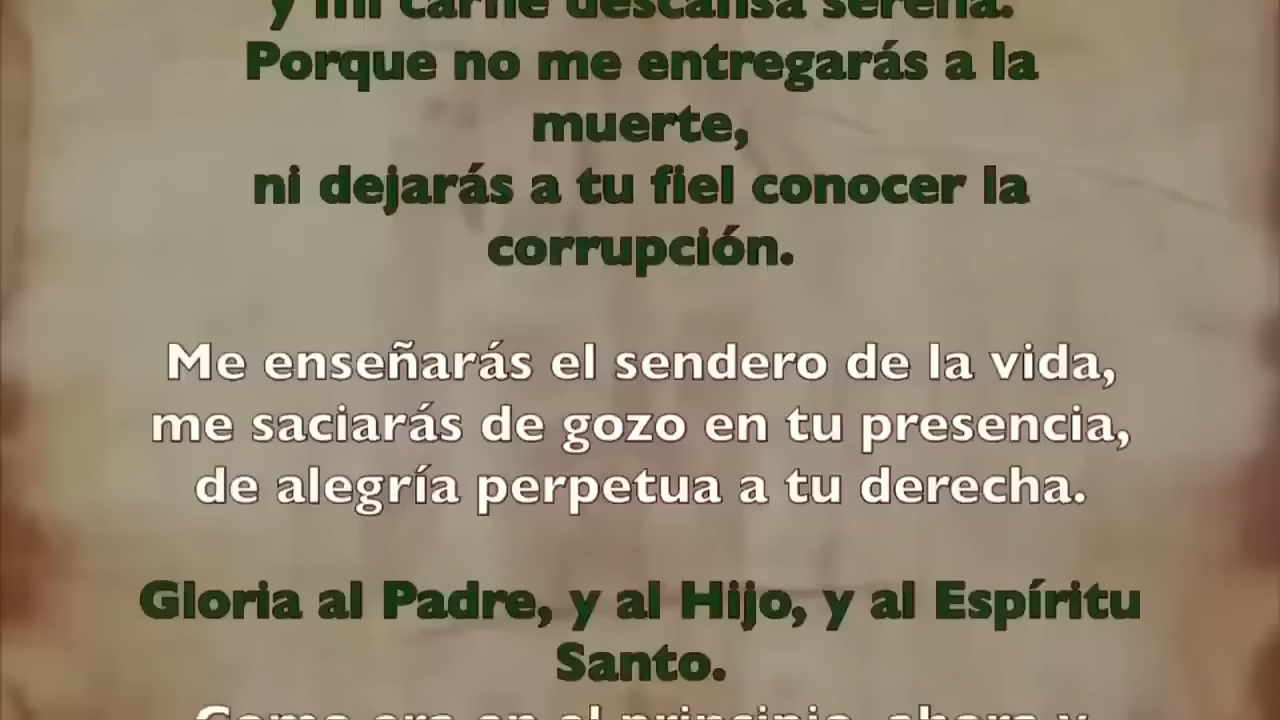 y mi carne descansa serena.
Porque no me entregarás a la
muerte,
ni dejarás a tu fiel conocer la
corrupción.
Me enseñarás el sendero de la vida,
me saciarás de gozo en tu presencia,
de alegría perpetua a tu derecha.
Gloria al Padre, y al Hijo, y al Espíritu
Santo.
Como era en el principio, ahora y